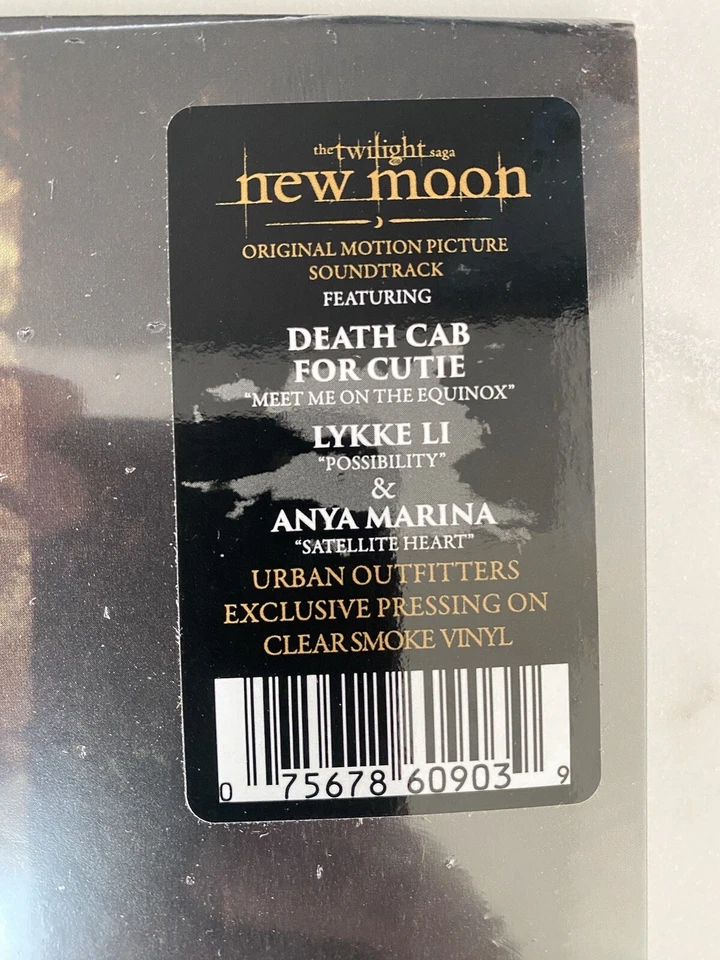 the twilight saga
new moon
ORIGINAL MOTION PICTURE
SOUNDTRACK
FEATURING
DEATH CAB
FOR CUTIE
“MEET ME ON THE EQUINOX”
LYKKE LI
“POSSIBILITY”
&
ANYA MARINA
“SATELLITE HEART”
URBAN OUTFITTERS
EXCLUSIVE PRESSING ON
CLEAR SMOKE VINYL
0 75678 60903 9